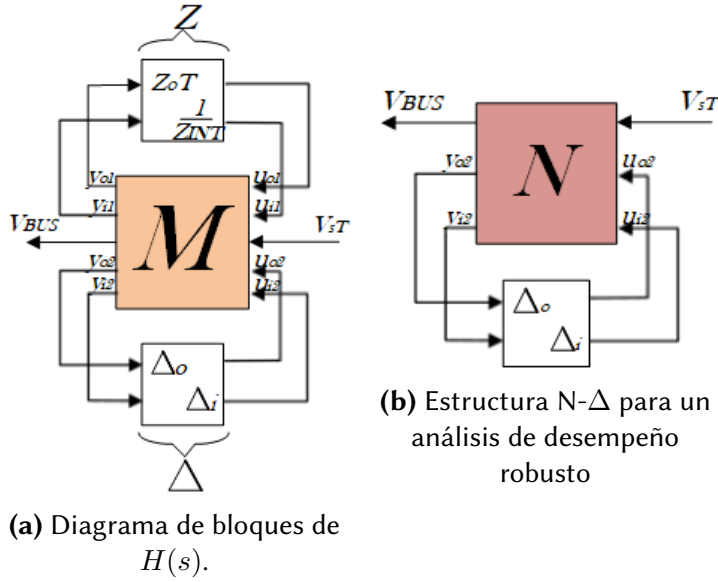 Z
ZoT
1
ZINT
yo1
uo1
yi1
ui1
VBUS
M
VsT
yo2
uo2
yi2
ui2
Δo
Δi
Δ
(a) Diagrama de bloques de
H(s).
VBUS
VsT
N
yo2
uo2
yi2
ui2
Δo
Δi
(b) Estructura N-Δ para un
análisis de desempeño
robusto